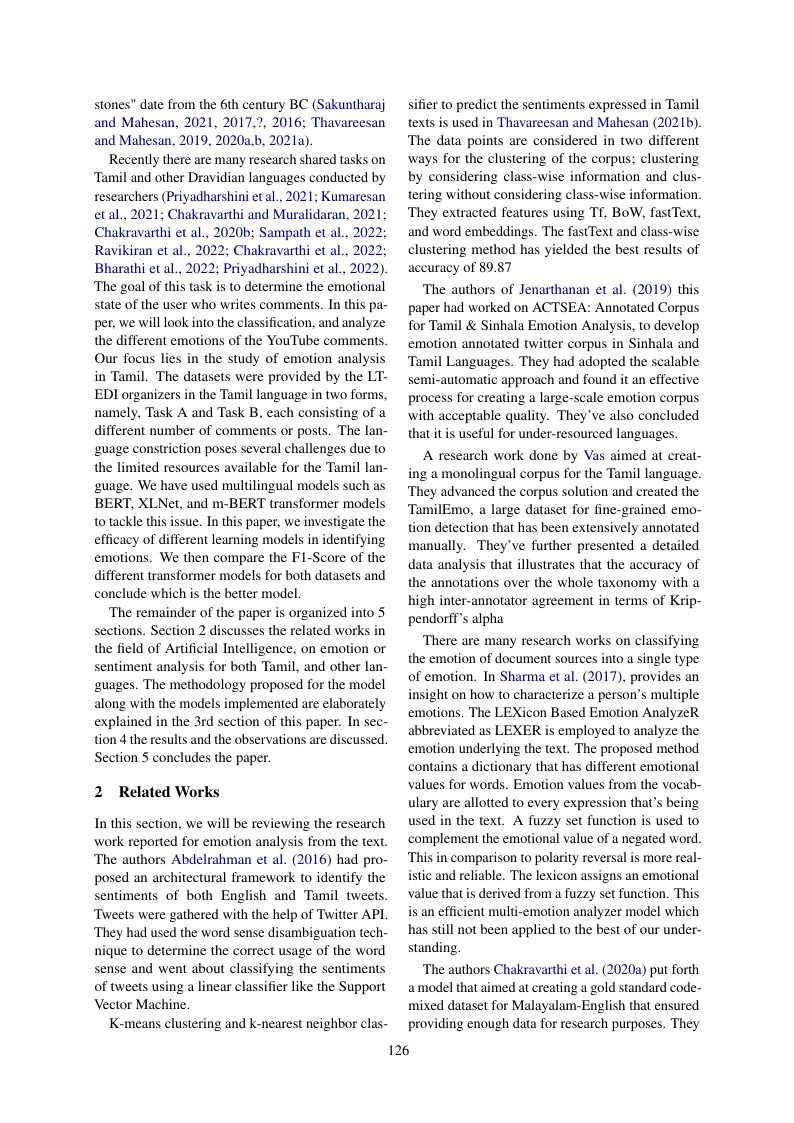 stones" date from the 6th century BC (Sakuntharaj
and Mahesan, 2021, 2017,?, 2016; Thavareesan
and Mahesan, 2019, 2020a,b, 2021a).
Recently there are many research shared tasks on
Tamil and other Dravidian languages conducted by
researchers (Priyadharshini et al., 2021; Kumaresan
et al., 2021; Chakravarthi and Muralidaran, 2021;
Chakravarthi et al., 2020b; Sampath et al., 2022;
Ravikiran et al., 2022; Chakravarthi et al., 2022;
Bharathi et al., 2022; Priyadharshini et al., 2022).
The goal of this task is to determine the emotional
state of the user who writes comments. In this pa-
per, we will look into the classification, and analyze
the different emotions of the YouTube comments.
Our focus lies in the study of emotion analysis
in Tamil. The datasets were provided by the LT-
EDI organizers in the Tamil language in two forms,
namely, Task A and Task B, each consisting of a
different number of comments or posts. The lan-
guage constriction poses several challenges due to
the limited resources available for the Tamil lan-
guage. We have used multilingual models such as
BERT, XLNet, and m-BERT transformer models
to tackle this issue. In this paper, we investigate the
efficacy of different learning models in identifying
emotions. We then compare the F1-Score of the
different transformer models for both datasets and
conclude which is the better model.
The remainder of the paper is organized into 5
sections. Section 2 discusses the related works in
the field of Artificial Intelligence, on emotion or
sentiment analysis for both Tamil, and other lan-
guages. The methodology proposed for the model
along with the models implemented are elaborately
explained in the 3rd section of this paper. In sec-
tion 4 the results and the observations are discussed.
Section 5 concludes the paper.
2 Related Works
In this section, we will be reviewing the research
work reported for emotion analysis from the text.
The authors Abdelrahman et al. (2016) had pro-
posed an architectural framework to identify the
sentiments of both English and Tamil tweets.
Tweets were gathered with the help of Twitter API.
They had used the word sense disambiguation tech-
nique to determine the correct usage of the word
sense and went about classifying the sentiments
of tweets using a linear classifier like the Support
Vector Machine.
K-means clustering and k-nearest neighbor clas-
sifier to predict the sentiments expressed in Tamil
texts is used in Thavareesan and Mahesan (2021b).
The data points are considered in two different
ways for the clustering of the corpus; clustering
by considering class-wise information and clus-
tering without considering class-wise information.
They extracted features using Tf, BoW, fastText,
and word embeddings. The fastText and class-wise
clustering method has yielded the best results of
accuracy of 89.87
The authors of Jenarthanan et al. (2019) this
paper had worked on ACTSEA: Annotated Corpus
for Tamil & Sinhala Emotion Analysis, to develop
emotion annotated twitter corpus in Sinhala and
Tamil Languages. They had adopted the scalable
semi-automatic approach and found it an effective
process for creating a large-scale emotion corpus
with acceptable quality. They've also concluded
that it is useful for under-resourced languages.
A research work done by Vas aimed at creat-
ing a monolingual corpus for the Tamil language.
They advanced the corpus solution and created the
TamilEmo, a large dataset for fine-grained emo-
tion detection that has been extensively annotated
manually. They've further presented a detailed
data analysis that illustrates that the accuracy of
the annotations over the whole taxonomy with a
high inter-annotator agreement in terms of Krip-
pendorff's alpha
There are many research works on classifying
the emotion of document sources into a single type
of emotion. In Sharma et al. (2017), provides an
insight on how to characterize a person's multiple
emotions. The LEXicon Based Emotion AnalyzeR
abbreviated as LEXER is employed to analyze the
emotion underlying the text. The proposed method
contains a dictionary that has different emotional
values for words. Emotion values from the vocab-
ulary are allotted to every expression that's being
used in the text. A fuzzy set function is used to
complement the emotional value of a negated word.
This in comparison to polarity reversal is more real-
istic and reliable. The lexicon assigns an emotional
value that is derived from a fuzzy set function. This
is an efficient multi-emotion analyzer model which
has still not been applied to the best of our under-
standing.
The authors Chakravarthi et al. (2020a) put forth
a model that aimed at creating a gold standard code-
mixed dataset for Malayalam-English that ensured
providing enough data for research purposes. They
126